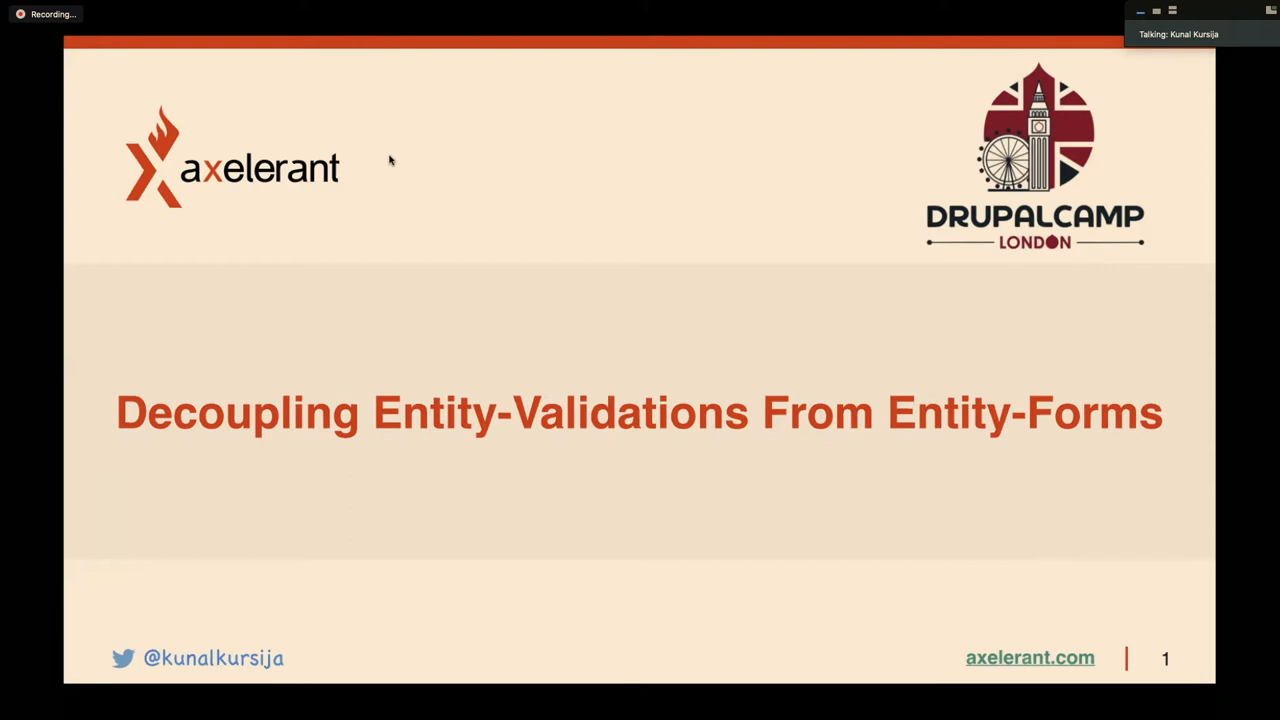 Recording...
Talking: Kunal Kursija
axelerant
DRUPALCAMP
LONDON
Decoupling Entity-Validations From Entity-Forms
@kunalkursija
axelerant.com
1